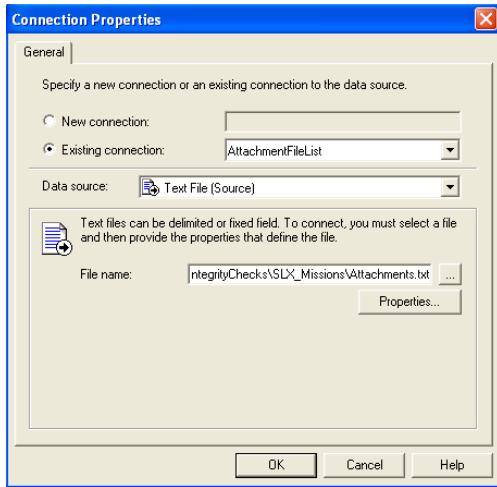 Connection Properties
General
Specify a new connection or an existing connection to the data source.
New connection:
Existing connection: AttachmentFileList
Data source: Text File (Source)
Text files can be delimited or fixed field. To connect, you must select a file
and then provide the properties that define the file.
File name: ntegrityChecks\SLX_Missions\Attachments.txt ...
Properties...
OK Cancel Help